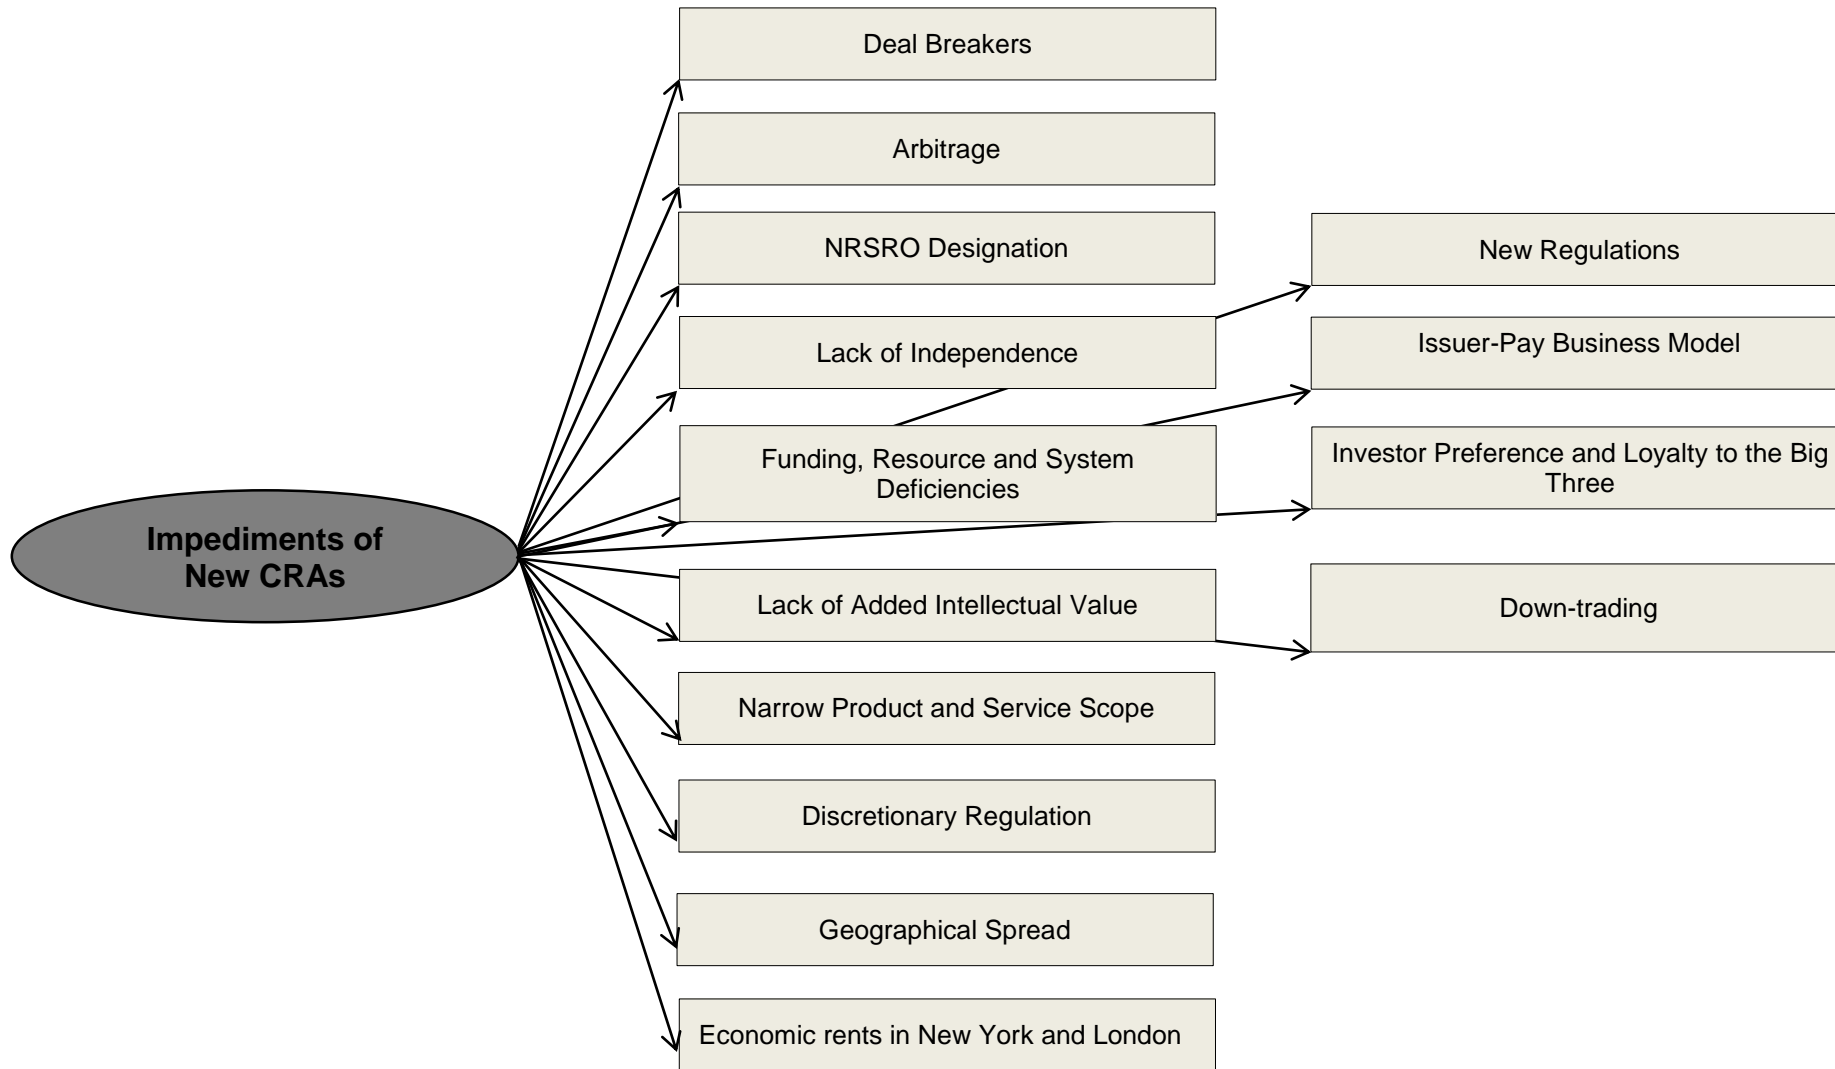 Deal Breakers
Arbitrage
NRSRO Designation
New Regulations
Lack of Independence
Issuer-Pay Business Model
Funding, Resource and System
Deficiencies
Investor Preference and Loyalty to the Big
Three
Impediments of
New CRAs
Lack of Added Intellectual Value
Down-trading
Narrow Product and Service Scope
Discretionary Regulation
Geographical Spread
Economic rents in New York and London